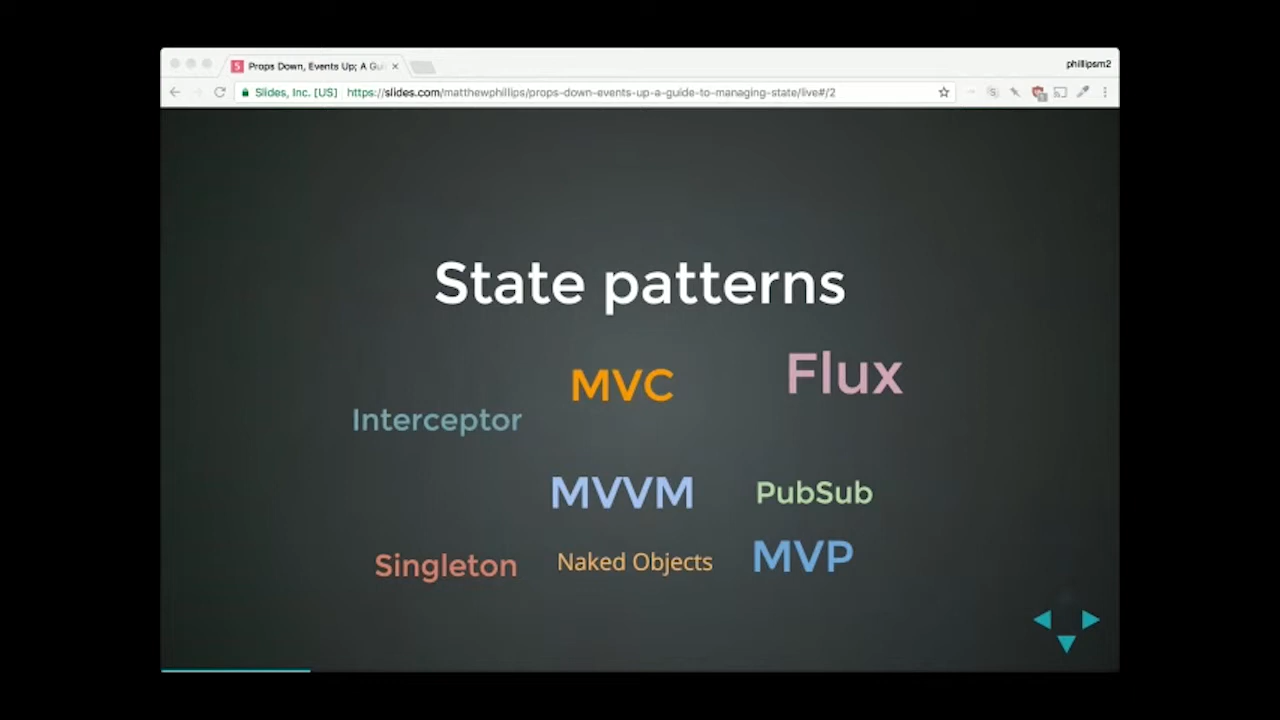 Props Down, Events Up; A Gui
phillipsm2
Slides, Inc. [US] https://slides.com/matthewphillips/props-down-events-up-a-guide-to-managing-state/live#/2
State patterns
MVC
Flux
Interceptor
MVVM
PubSub
Singleton
Naked Objects
MVP